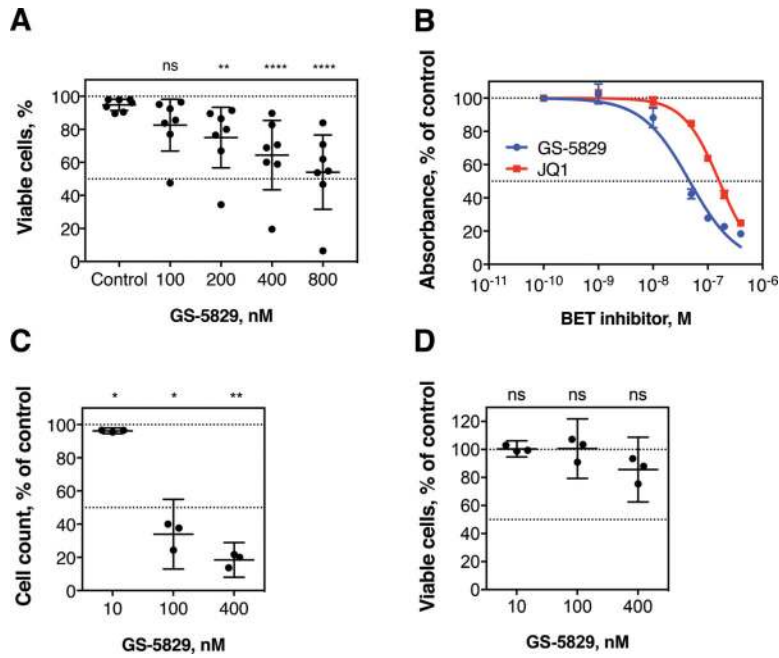 A
ns ** **** ****
Viable cells, %
100
80
60
40
20
0
Control 100 200 400 800
GS-5829, nM
B
Absorbance, % of control
120
100
80
60
40
20
0
GS-5829
JQ1
10-11 10-10 10-9 10-8 10-7 10-6
BET inhibitor, M
C
* * **
Cell count, % of control
100
80
60
40
20
0
10 100 400
GS-5829, nM
D
ns ns ns
Viable cells, % of control
120
100
80
60
40
20
0
10 100 400
GS-5829, nM